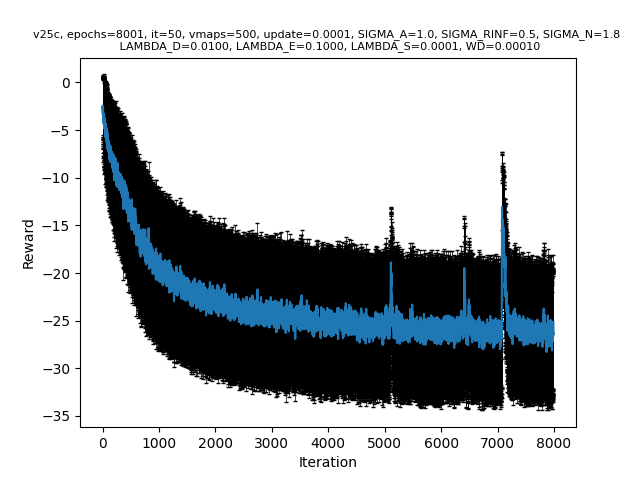 v25c, epochs=8001, it=50, vmaps=500, update=0.0001, SIGMA_A=1.0, SIGMA_RINF=0.5, SIGMA_N=1.8
LAMBDA_D=0.0100, LAMBDA_E=0.1000, LAMBDA_S=0.0001, WD=0.00010
0
−5
−10
−15
−20
−25
−30
−35
Reward
0 1000 2000 3000 4000 5000 6000 7000 8000
Iteration